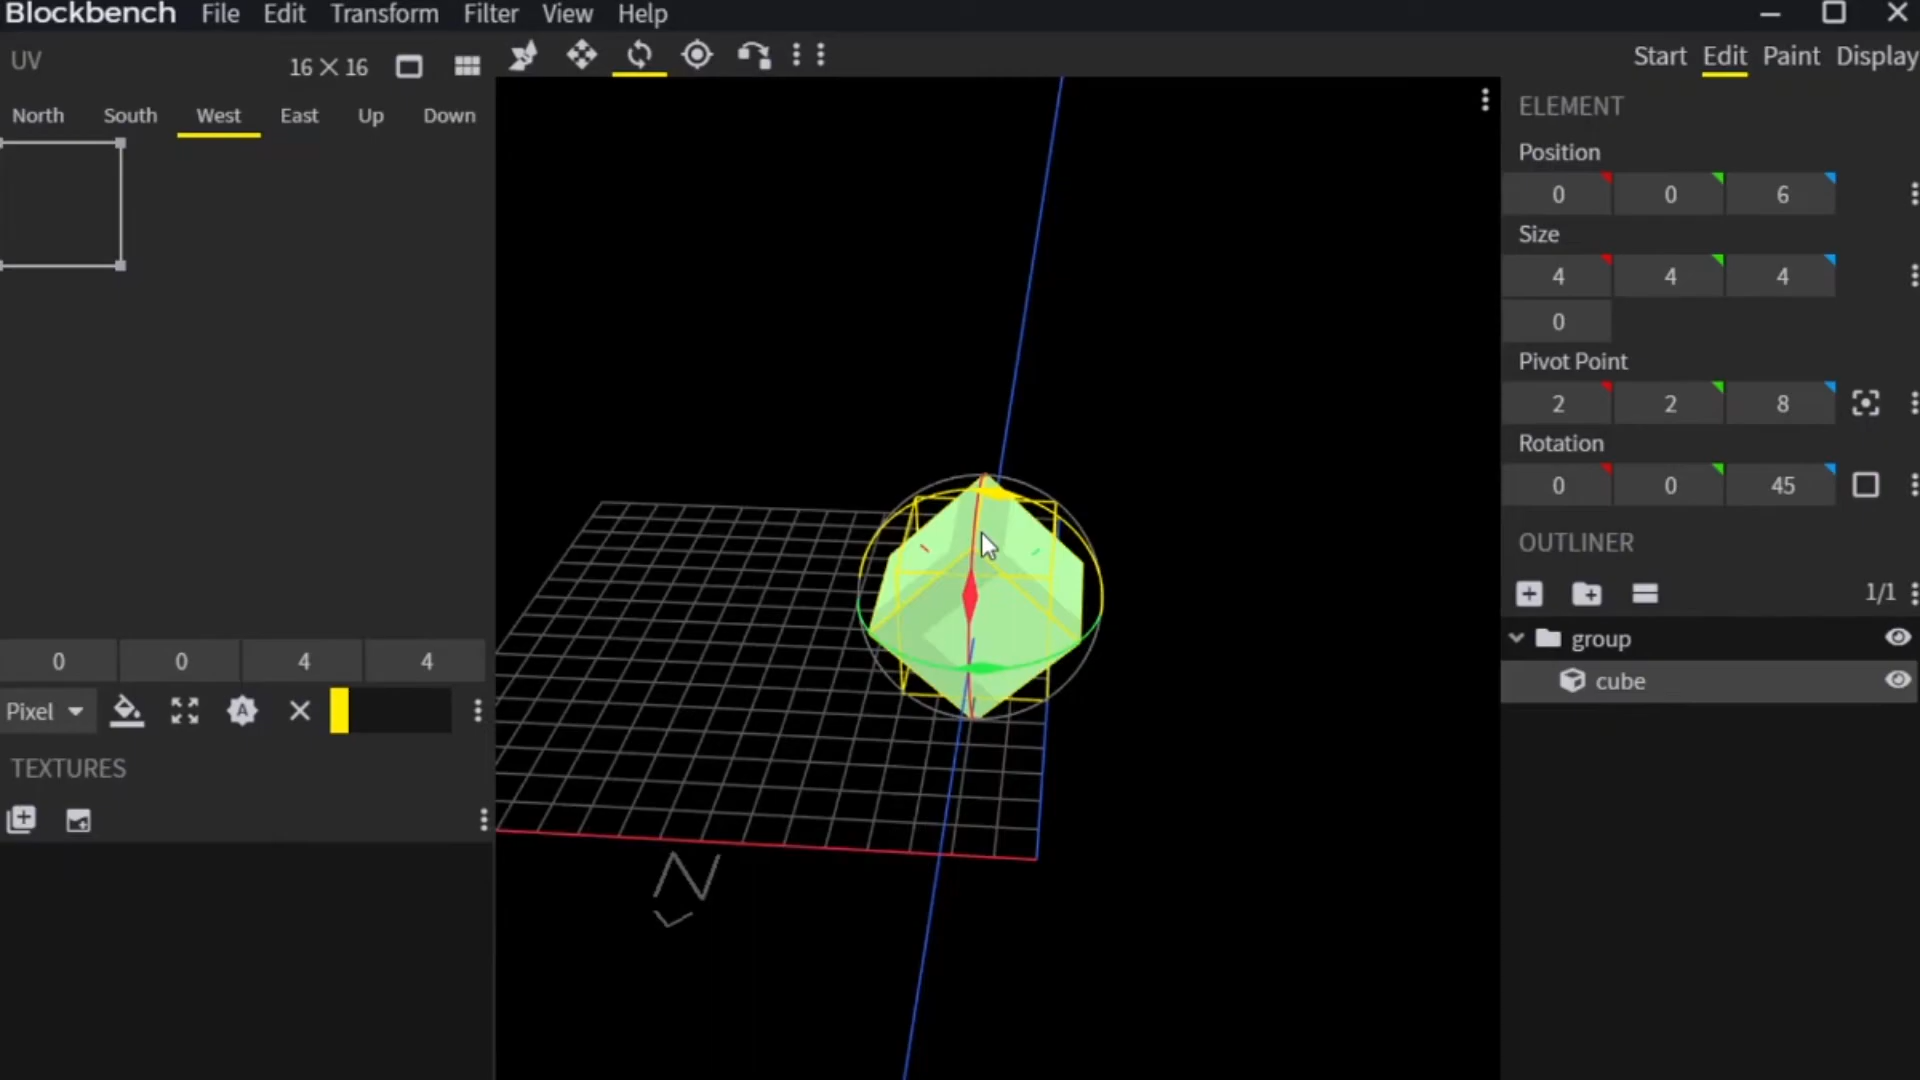 Blockbench File Edit Transform Filter View Help
UV
16 × 16
Start Edit Paint Display
North South West East Up Down
ELEMENT
Position
0 0 6
Size
4 4 4
0
Pivot Point
2 2 8
Rotation
0 0 45
OUTLINER
1/1
group
cube
0 0 4 4
Pixel
A
TEXTURES
N